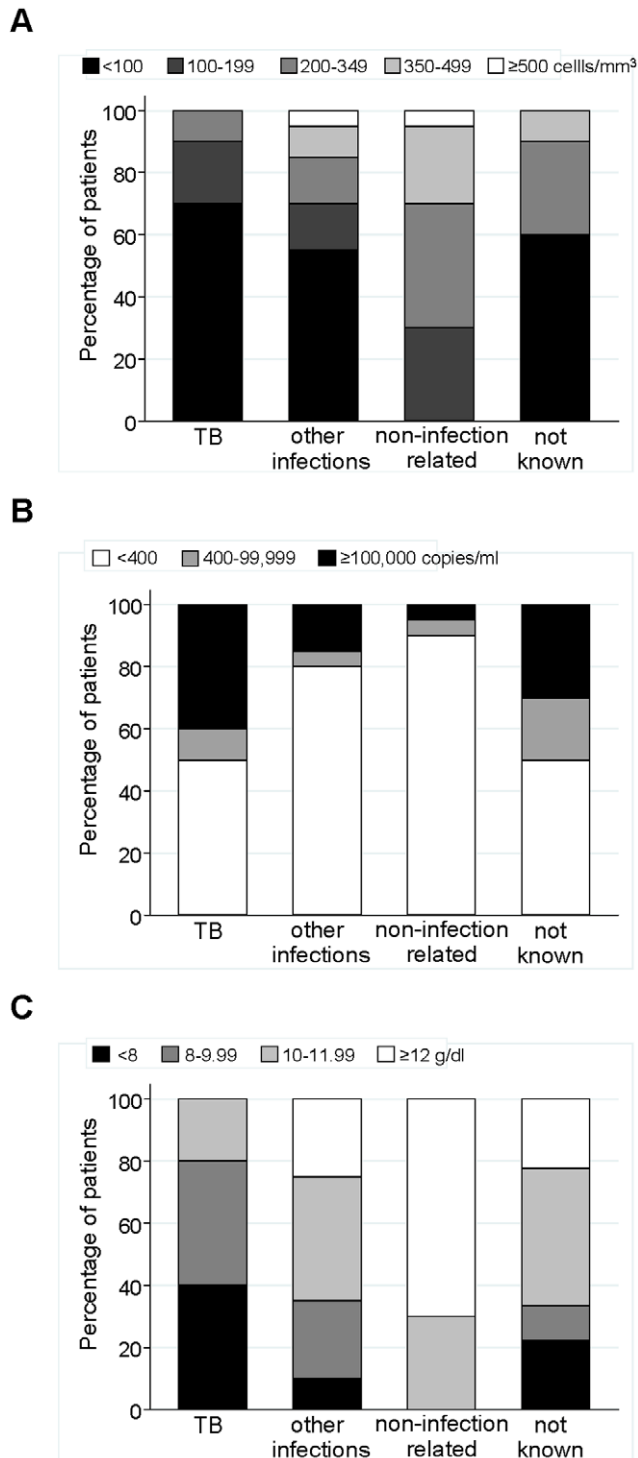 A
<100 100-199 200-349 350-499 ≥500 cellls/mm³
100
80
60
40
20
0
Percentage of patients
TB other infections non-infection related not known
B
<400 400-99,999 ≥100,000 copies/ml
100
80
60
40
20
0
Percentage of patients
TB other infections non-infection related not known
C
<8 8-9.99 10-11.99 ≥12 g/dl
100
80
60
40
20
0
Percentage of patients
TB other infections non-infection related not known